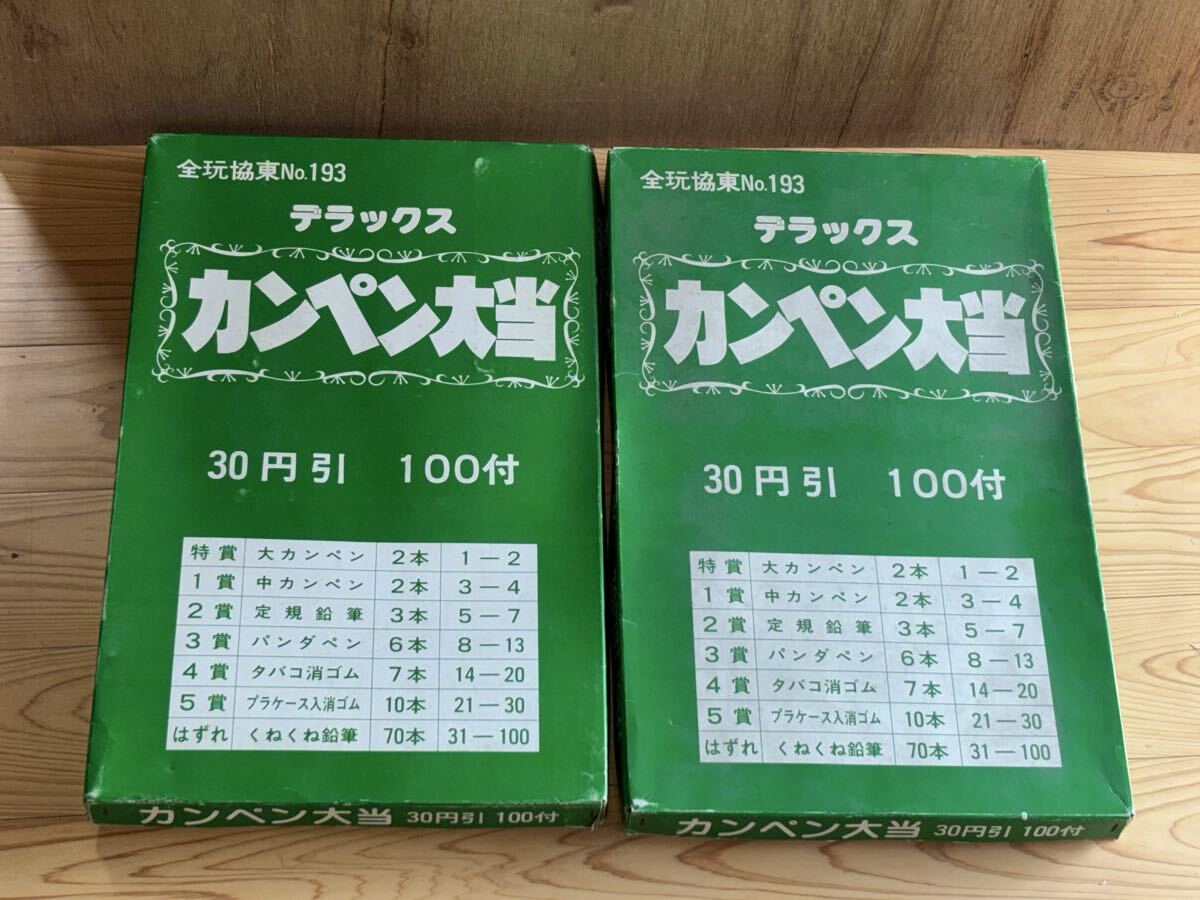 全玩協東No.193
デラックス
カンペン大当
30円引 100付
特賞 大カンペン 2本 1－2
1賞 中カンペン 2本 3－4
2賞 定規鉛筆 3本 5－7
3賞 パンダペン 6本 8－13
4賞 タバコ消ゴム 7本 14－20
5賞 プラケース入消ゴム 10本 21－30
はずれ くねくね鉛筆 70本 31－100
カンペン大当 30円引 100付
全玩協東No.193
デラックス
カンペン大当
30円引 100付
特賞 大カンペン 2本 1－2
1賞 中カンペン 2本 3－4
2賞 定規鉛筆 3本 5－7
3賞 パンダペン 6本 8－13
4賞 タバコ消ゴム 7本 14－20
5賞 プラケース入消ゴム 10本 21－30
はずれ くねくね鉛筆 70本 31－100
カンペン大当 30円引 100付